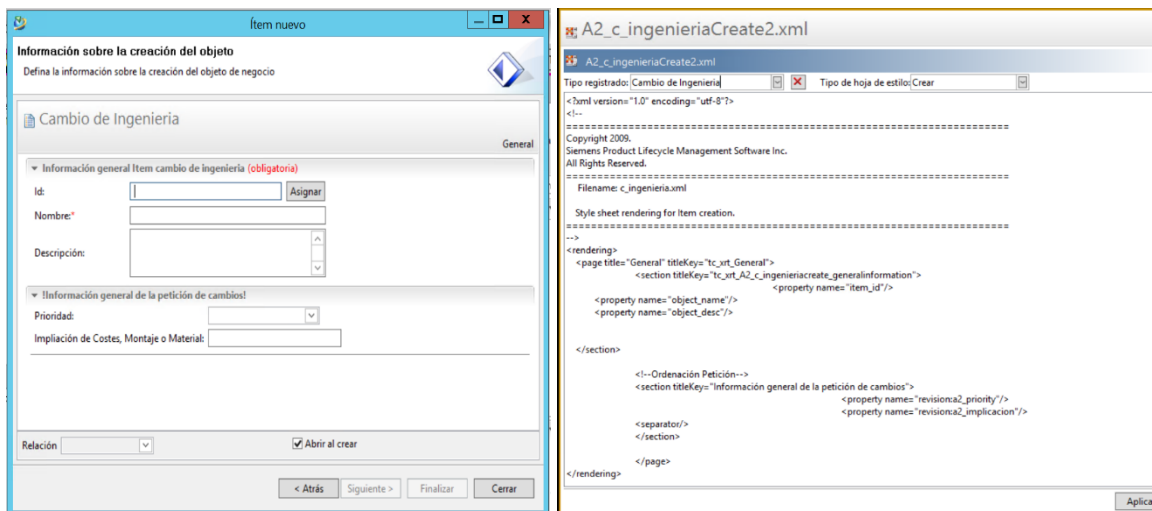 Ítem nuevo
Información sobre la creación del objeto
Defina la información sobre la creación del objeto de negocio
Cambio de Ingenieria
General
Información general Item cambio de ingenieria (obligatoria)
Id:
Asignar
Nombre:*
Descripción:
!Información general de la petición de cambios!
Prioridad:
Impliación de Costes, Montaje o Material:
Relación
Abrir al crear
< Atrás
Siguiente >
Finalizar
Cerrar
A2_c_ingenieriaCreate2.xml
A2_c_ingenieriaCreate2.xml
Tipo registrado: Cambio de Ingenieria Tipo de hoja de estilo: Crear
<?xml version="1.0" encoding="utf-8"?>
<!--
=====================================================================
Copyright 2009.
Siemens Product Lifecycle Management Software Inc.
All Rights Reserved.
=====================================================================
Filename: c_ingenieria.xml
Style sheet rendering for Item creation.
=====================================================================
-->
<rendering>
<page title="General" titleKey="tc_xrt_General">
<section titleKey="tc_xrt_A2_c_ingenieriacreate_generalinformation">
<property name="item_id"/>
<property name="object_name"/>
<property name="object_desc"/>
</section>
<!--Ordenación Petición-->
<section titleKey="Información general de la petición de cambios">
<property name="revision:a2_priority"/>
<property name="revision:a2_implicacion"/>
<separator/>
</section>
</page>
</rendering>
Aplica